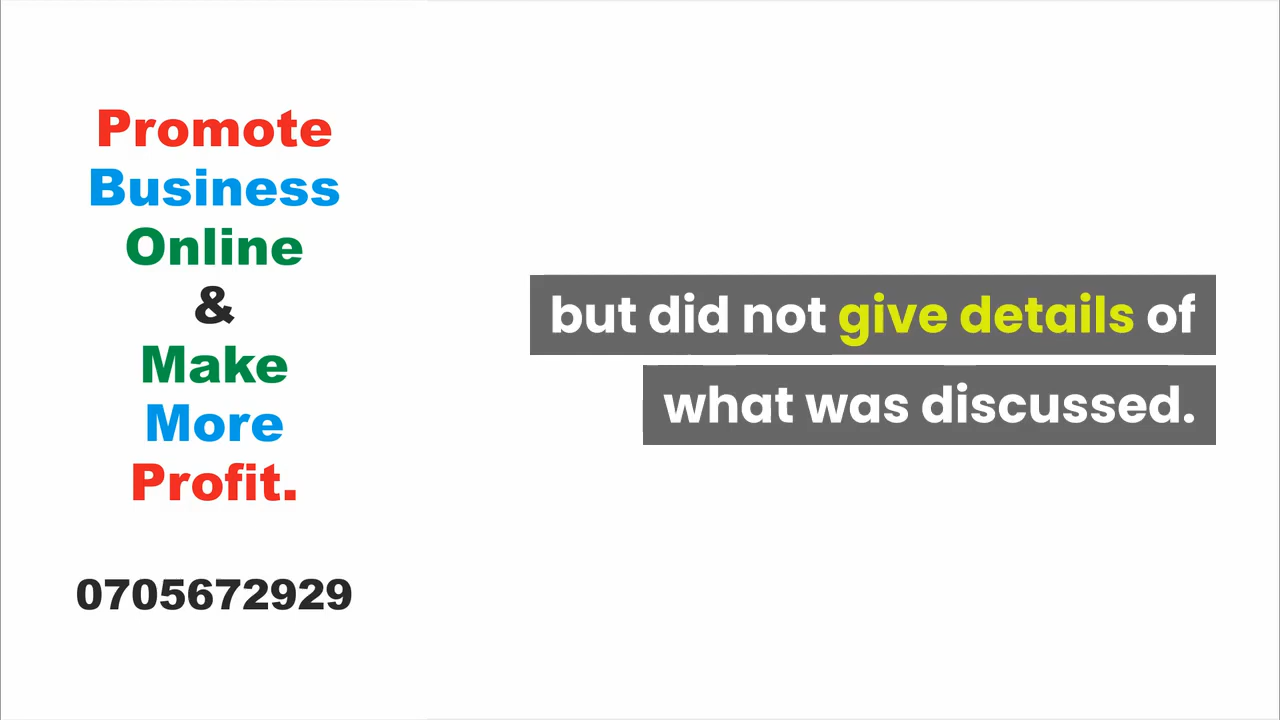 Promote
Business
Online
&
Make
More
Profit.
0705672929
but did not give details of
what was discussed.